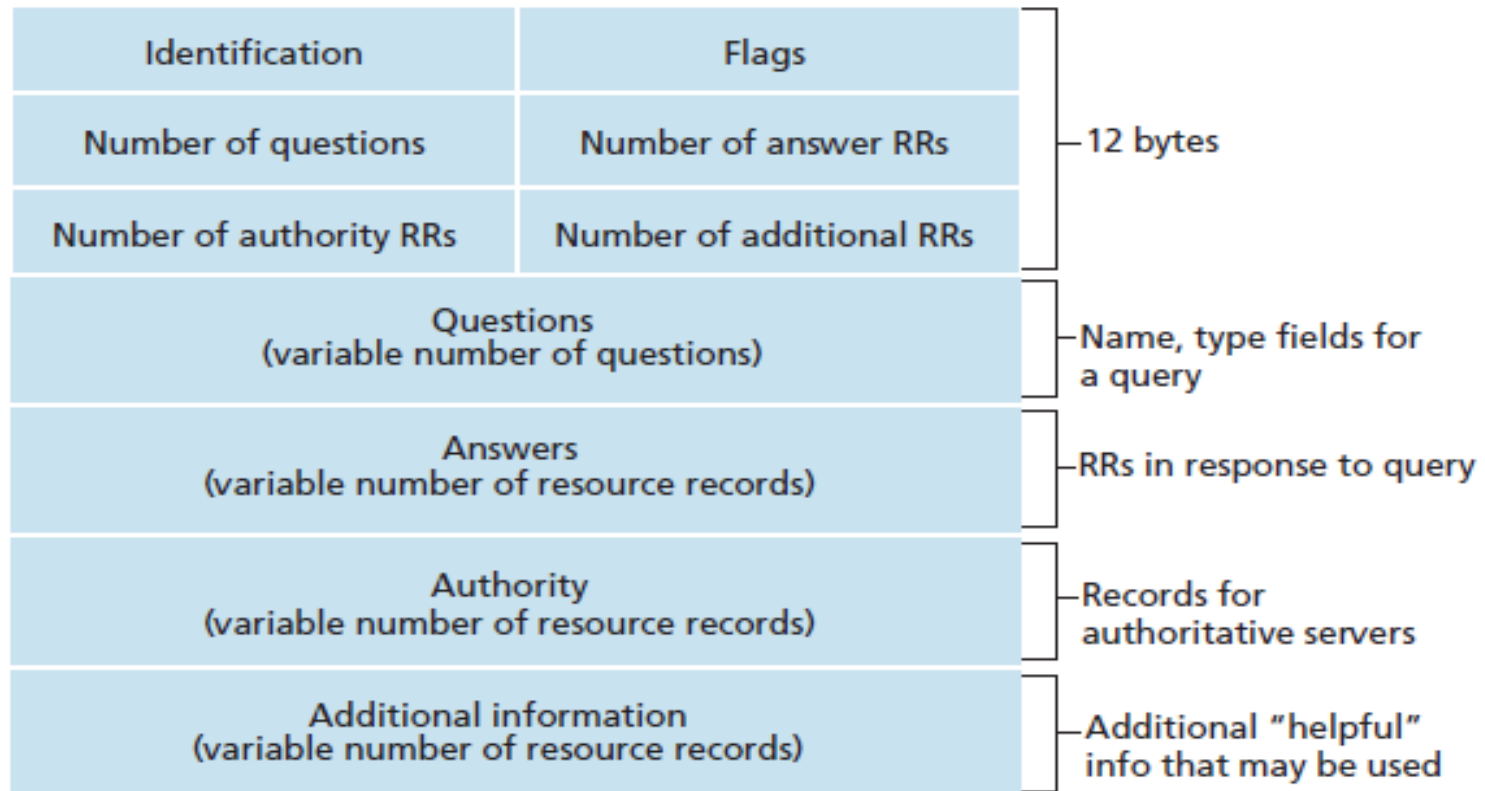 Identification
Flags
Number of questions
Number of answer RRs
12 bytes
Number of authority RRs
Number of additional RRs
Questions
(variable number of questions)
Name, type fields for
a query
Answers
(variable number of resource records)
RRs in response to query
Authority
(variable number of resource records)
Records for
authoritative servers
Additional information
(variable number of resource records)
Additional “helpful”
info that may be used